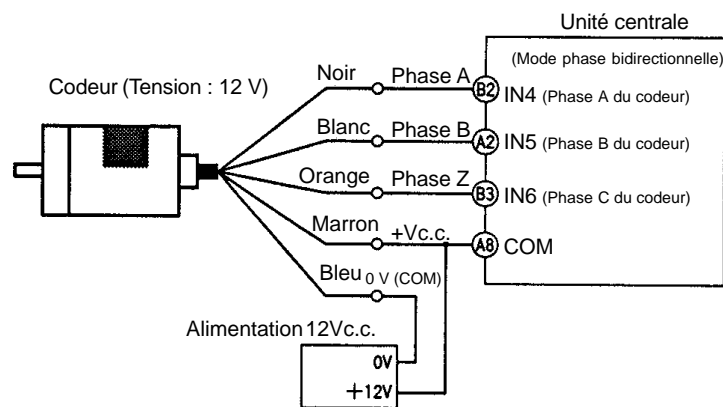 Unité centrale
(Mode phase bidirectionnelle)
Codeur (Tension : 12 V)
Noir
Phase A
B2
IN4 (Phase A du codeur)
Blanc
Phase B
A2
IN5 (Phase B du codeur)
Orange
Phase Z
B3
IN6 (Phase C du codeur)
Marron
+Vc.c.
A8
COM
Bleu
0 V (COM)
Alimentation 12Vc.c.
0V
+12V